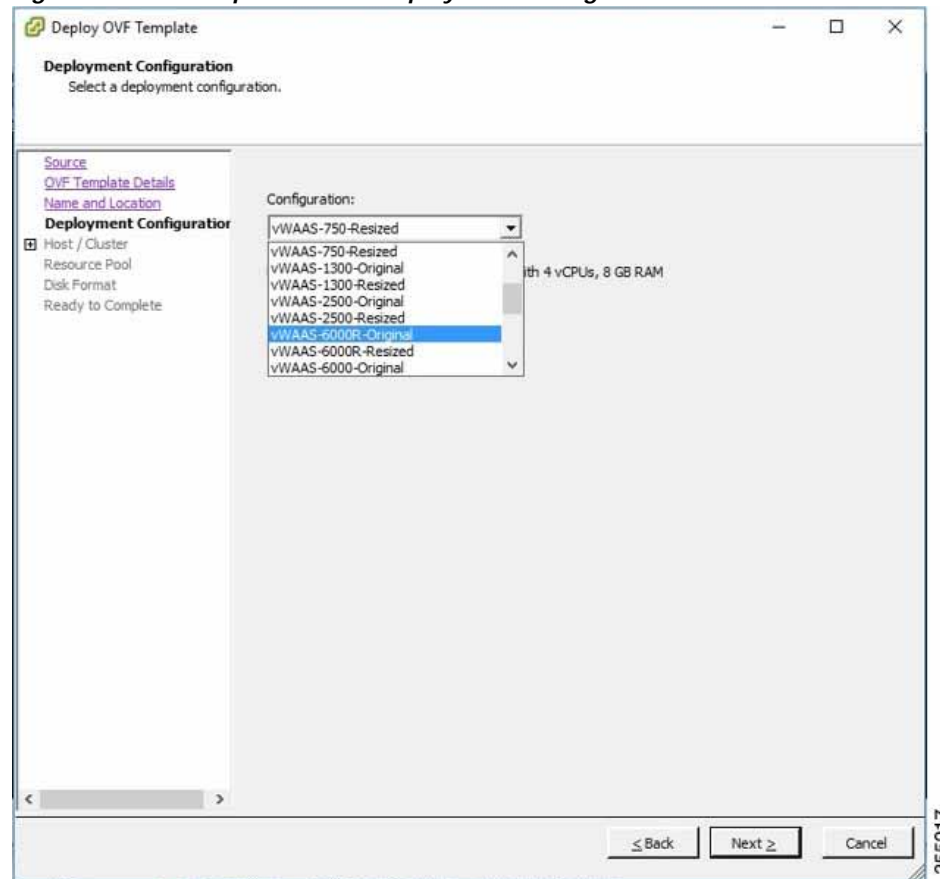 Deploy OVF Template
Deployment Configuration
Select a deployment configuration.
Source
OVF Template Details
Name and Location
Deployment Configuration
Host / Cluster
Resource Pool
Disk Format
Ready to Complete
Configuration:
vWAAS-750-Resized
vWAAS-750-Resized
vWAAS-1300-Original
vWAAS-1300-Resized
vWAAS-2500-Original
vWAAS-2500-Resized
vWAAS-6000R-Original
vWAAS-6000R-Resized
vWAAS-6000-Original
ith 4 vCPUs, 8 GB RAM
≤ Back
Next ≥
Cancel